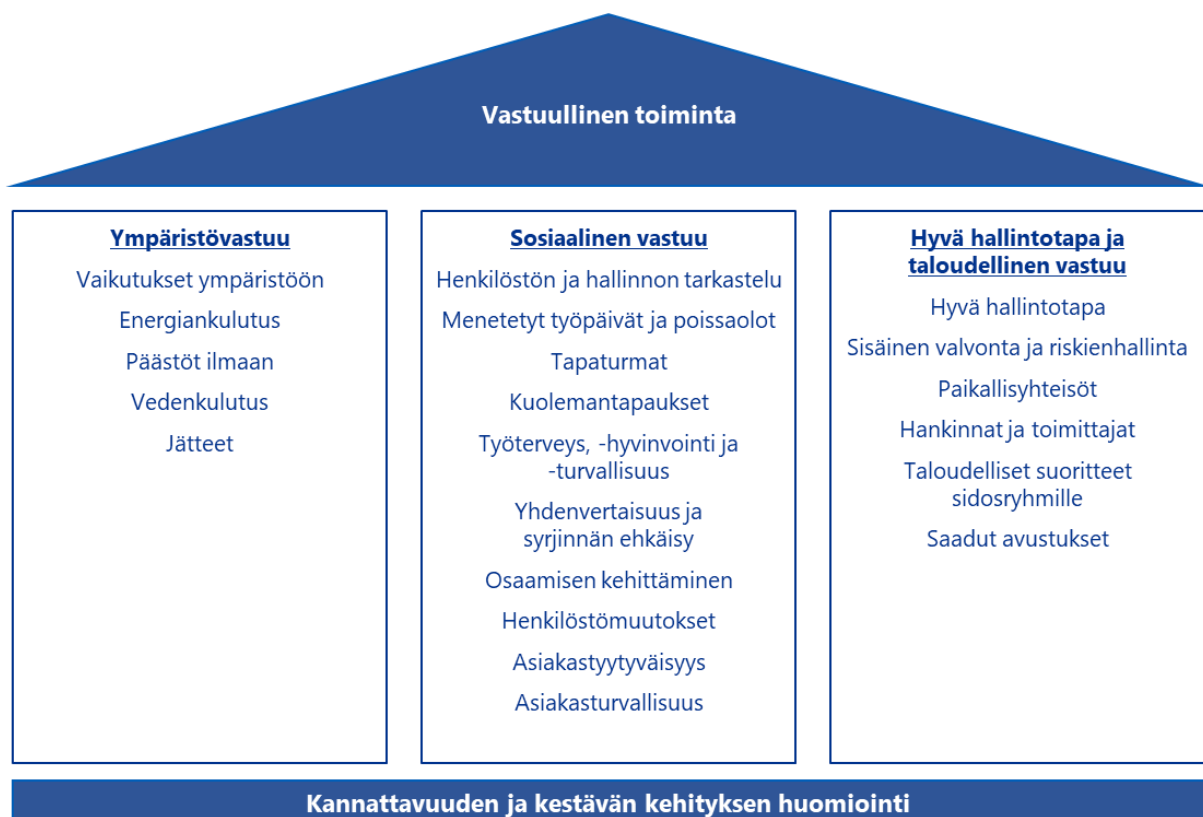 Vastuullinen toiminta
Ympäristövastuu
Vaikutukset ympäristöön
Energiankulutus
Päästöt ilmaan
Vedenkulutus
Jätteet
Sosiaalinen vastuu
Henkilöstön ja hallinnon tarkastelu
Menetetyt työpäivät ja poissaolot
Tapaturmat
Kuolemantapaukset
Työterveys, -hyvinvointi ja
-turvallisuus
Yhdenvertaisuus ja
syrjinnän ehkäisy
Osaamisen kehittäminen
Henkilöstömuutokset
Asiakastyytyväisyys
Asiakasturvallisuus
Hyvä hallintotapa ja
taloudellinen vastuu
Hyvä hallintotapa
Sisäinen valvonta ja riskienhallinta
Paikallisyhteisöt
Hankinnat ja toimittajat
Taloudelliset suoritteet
sidosryhmille
Saadut avustukset
Kannattavuuden ja kestävän kehityksen huomiointi